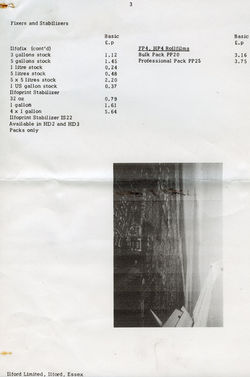 3
Fixers and Stabilizers
Basic
£.p
Ilfofix (cont'd)
3 gallons stock 1.12
5 gallons stock 1.45
1 litre stock 0.24
5 litres stock 0.48
5 x 5 litres stock 2.20
1 US gallon stock 0.37
Ilfoprint Stabilizer
32 oz 0.79
1 gallon 1.61
4 x 1 gallon 5.64
Ilfoprint Stabilizer IS22
Available in HD2 and HD3
Packs only
Basic
£.p
FP4, HP4 Rollfilms
Bulk Pack PP20 3.16
Professional Pack PP25 3.75
Ilford Limited, Ilford, Essex